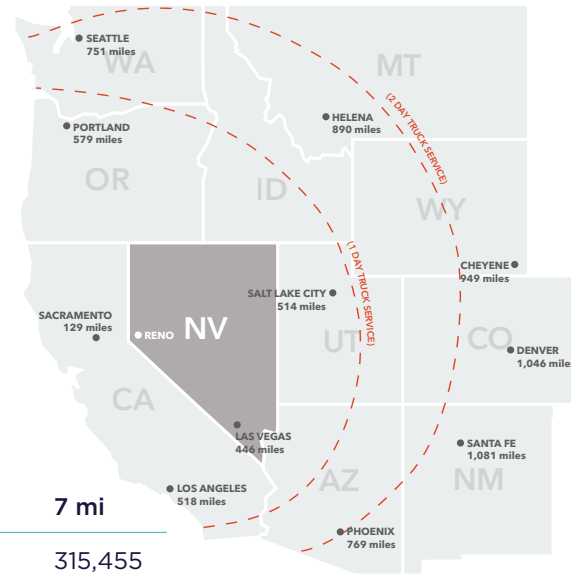 SEATTLE
751 miles
WA
MT
(2 DAY TRUCK SERVICE)
HELENA
890 miles
PORTLAND
579 miles
OR
ID
WY
(1 DAY TRUCK SERVICE)
CHEYENE
949 miles
SALT LAKE CITY
514 miles
SACRAMENTO
129 miles
RENO
NV
UT
CO
DENVER
1,046 miles
CA
LAS VEGAS
446 miles
SANTA FE
1,081 miles
LOS ANGELES
518 miles
AZ
NM
7 mi
PHOENIX
769 miles
315,455